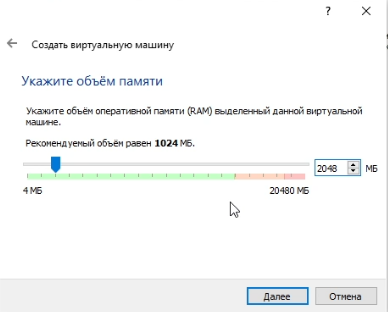 ?
Создать виртуальную машину
Укажите объём памяти
Укажите объём оперативной памяти (RAM) выделенный данной виртуальной
машине.
Рекомендуемый объём равен 1024 МБ.
2048 МБ
4 МБ 20480 МБ
Далее Отмена